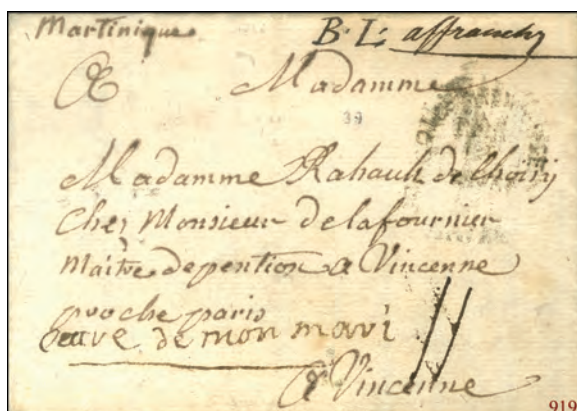 Martinique
B. L: affranchy
A Madamme
39
Madamme Rahault de Choisy
Chez Monsieur delafournier
Maitre depention a Vincenne
proche paris
de mon mari
A Vincenne
919